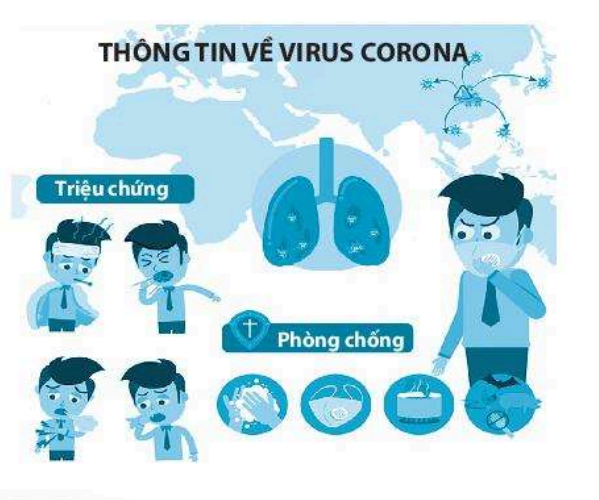 THÔNG TIN VỀ VIRUS CORONA
Triệu chứng
Phòng chống